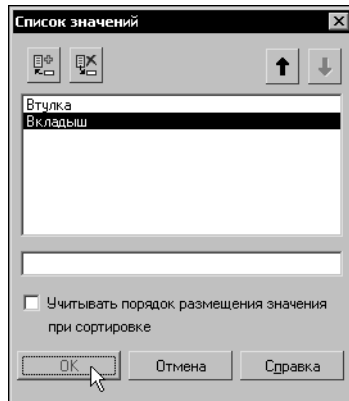 Список значений
Втулка
Вкладыш
Учитывать порядок размещения значения
при сортировке
OK
Отмена
Справка